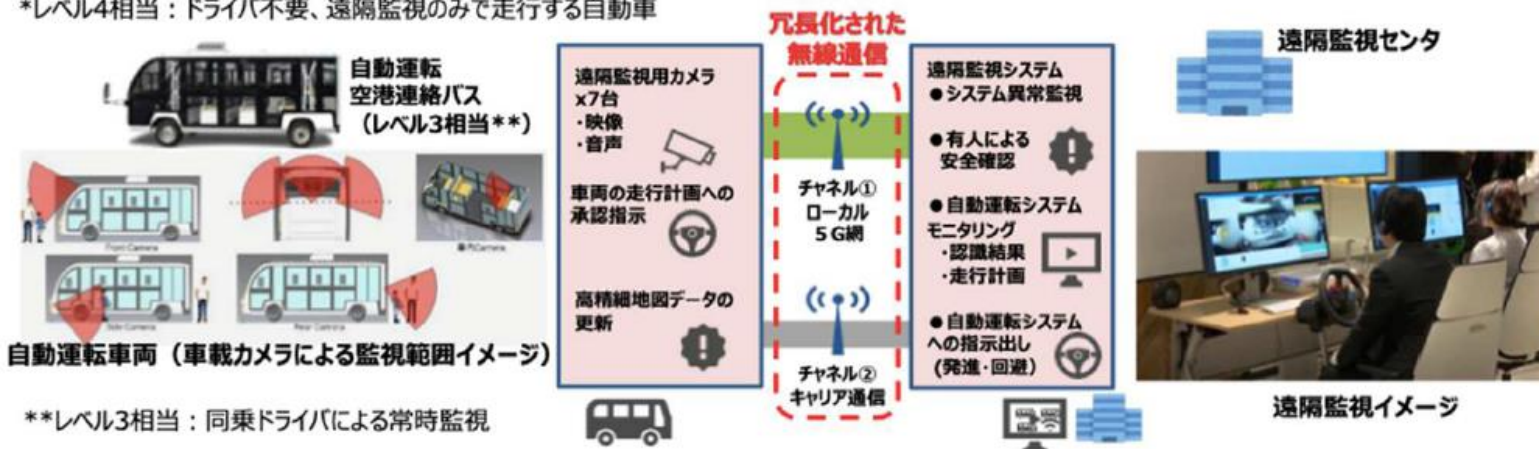 *レベル4相当：ドライバ不要、遠隔監視のみで走行する自動車
自動運転
空港連絡バス
（レベル3相当**）
Front Camera
Side Camera
Rear Camera
自動運転車両（車載カメラによる監視範囲イメージ）
**レベル3相当：同乗ドライバによる常時監視
遠隔監視用カメラ
x7台
・映像
・音声
車両の走行計画への
承認指示
高精細地図データの
更新
冗長化された
無線通信
チャネル①
ローカル
５G網
チャネル②
キャリア通信
遠隔監視システム
●システム異常監視
●有人による
安全確認
●自動運転システム
モニタリング
・認識結果
・走行計画
●自動運転システム
への指示出し
(発進・回避）
遠隔監視センタ
遠隔監視イメージ